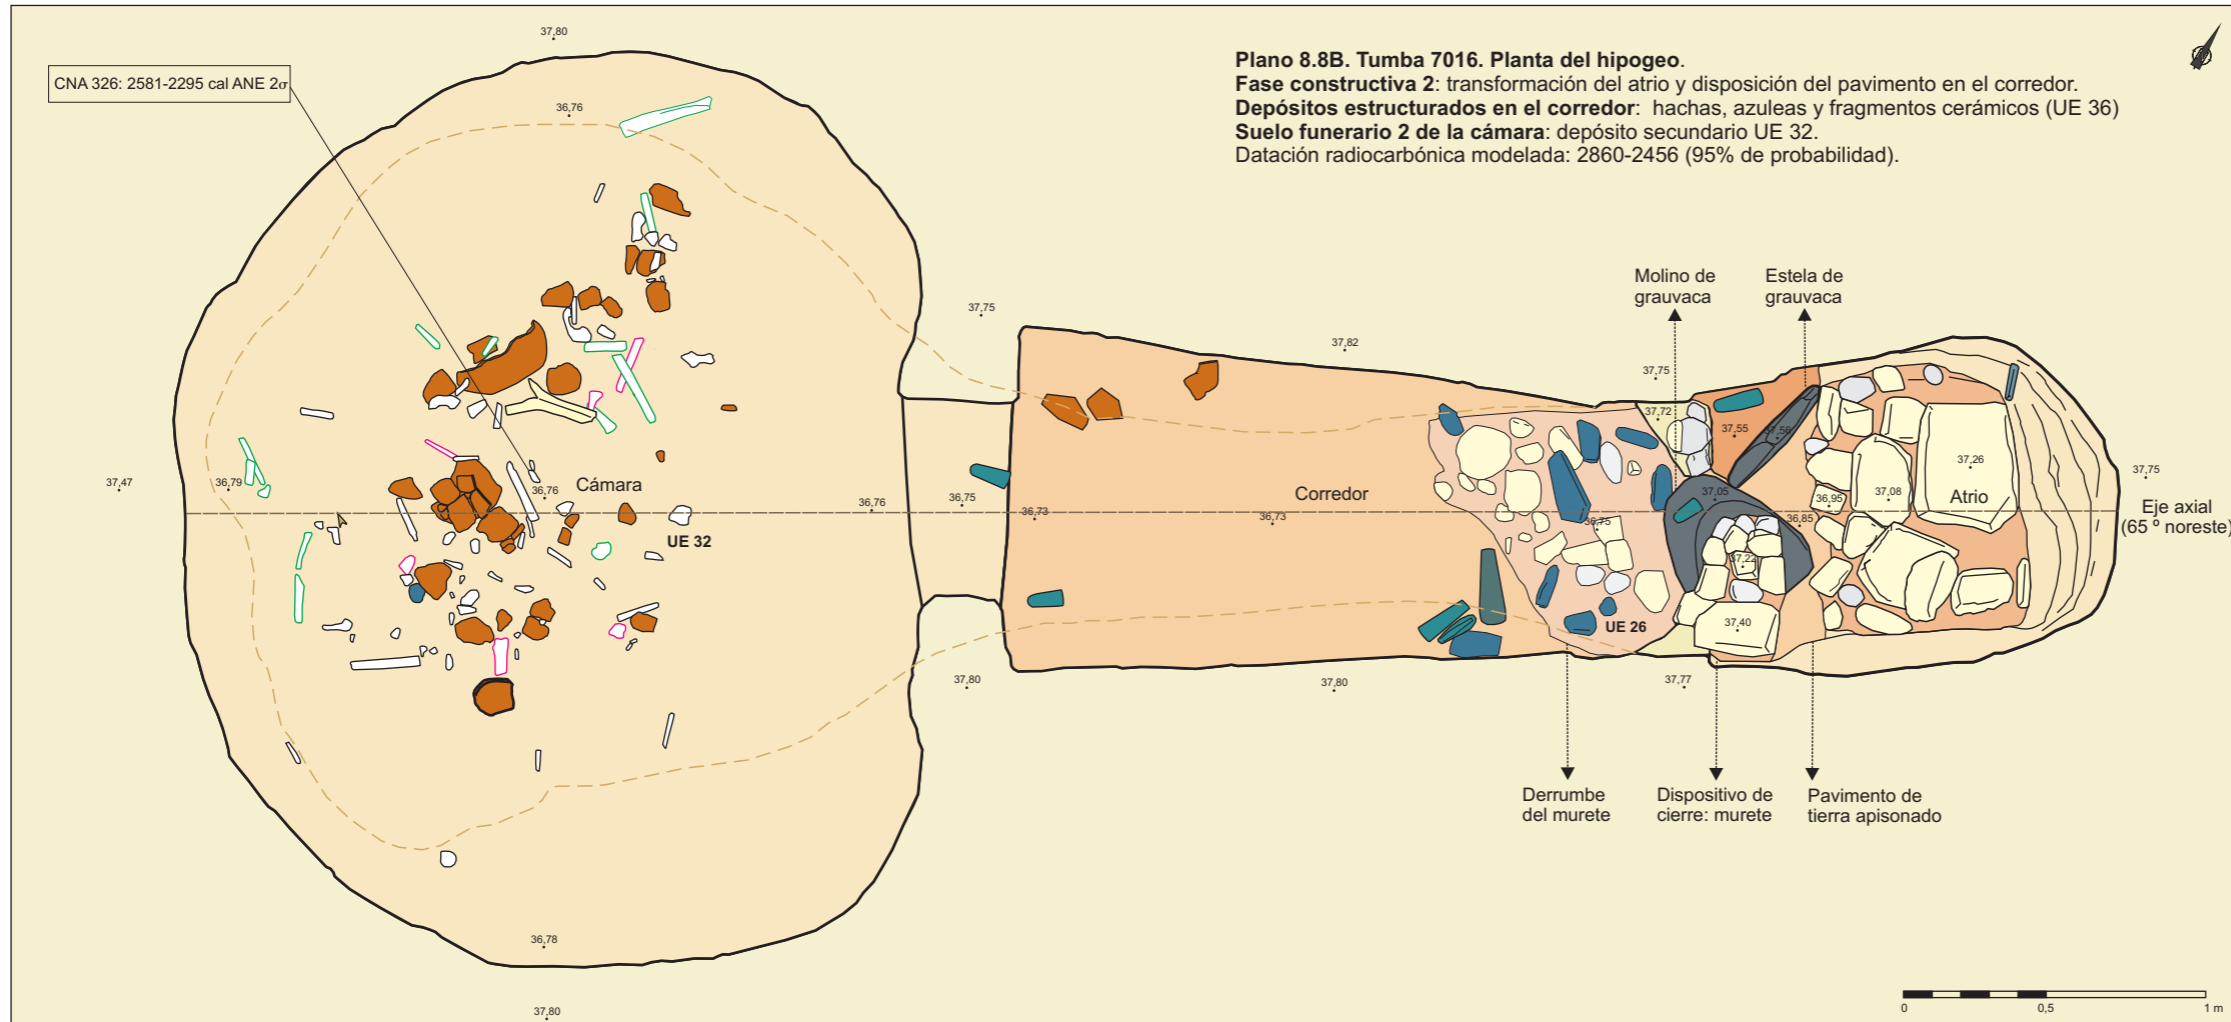 Plano 8.8B. Tumba 7016. Planta del hipogeo.
Fase constructiva 2: transformación del atrio y disposición del pavimento en el corredor.
Depósitos estructurados en el corredor: hachas, azuleas y fragmentos cerámicos (UE 36)
Suelo funerario 2 de la cámara: depósito secundario UE 32.
Datación radiocarbónica modelada: 2860-2456 (95% de probabilidad).
CNA 326: 2581-2295 cal ANE 2σ
37,80
36,76
37,75
37,82
Molino de
grauvaca
Estela de
grauvaca
37,75
37,72
37,55
37,56
37,26
37,75
37,47
36,79
36,76
Cámara
36,76
36,75
36,73
Corredor
36,73
36,75
37,05
36,85
36,95
37,08
Atrio
Eje axial
(65 º noreste)
UE 32
37,22
UE 26
37,40
37,80
37,80
37,77
Derrumbe
del murete
Dispositivo de
cierre: murete
Pavimento de
tierra apisonado
36,78
37,80
0
0,5
1 m